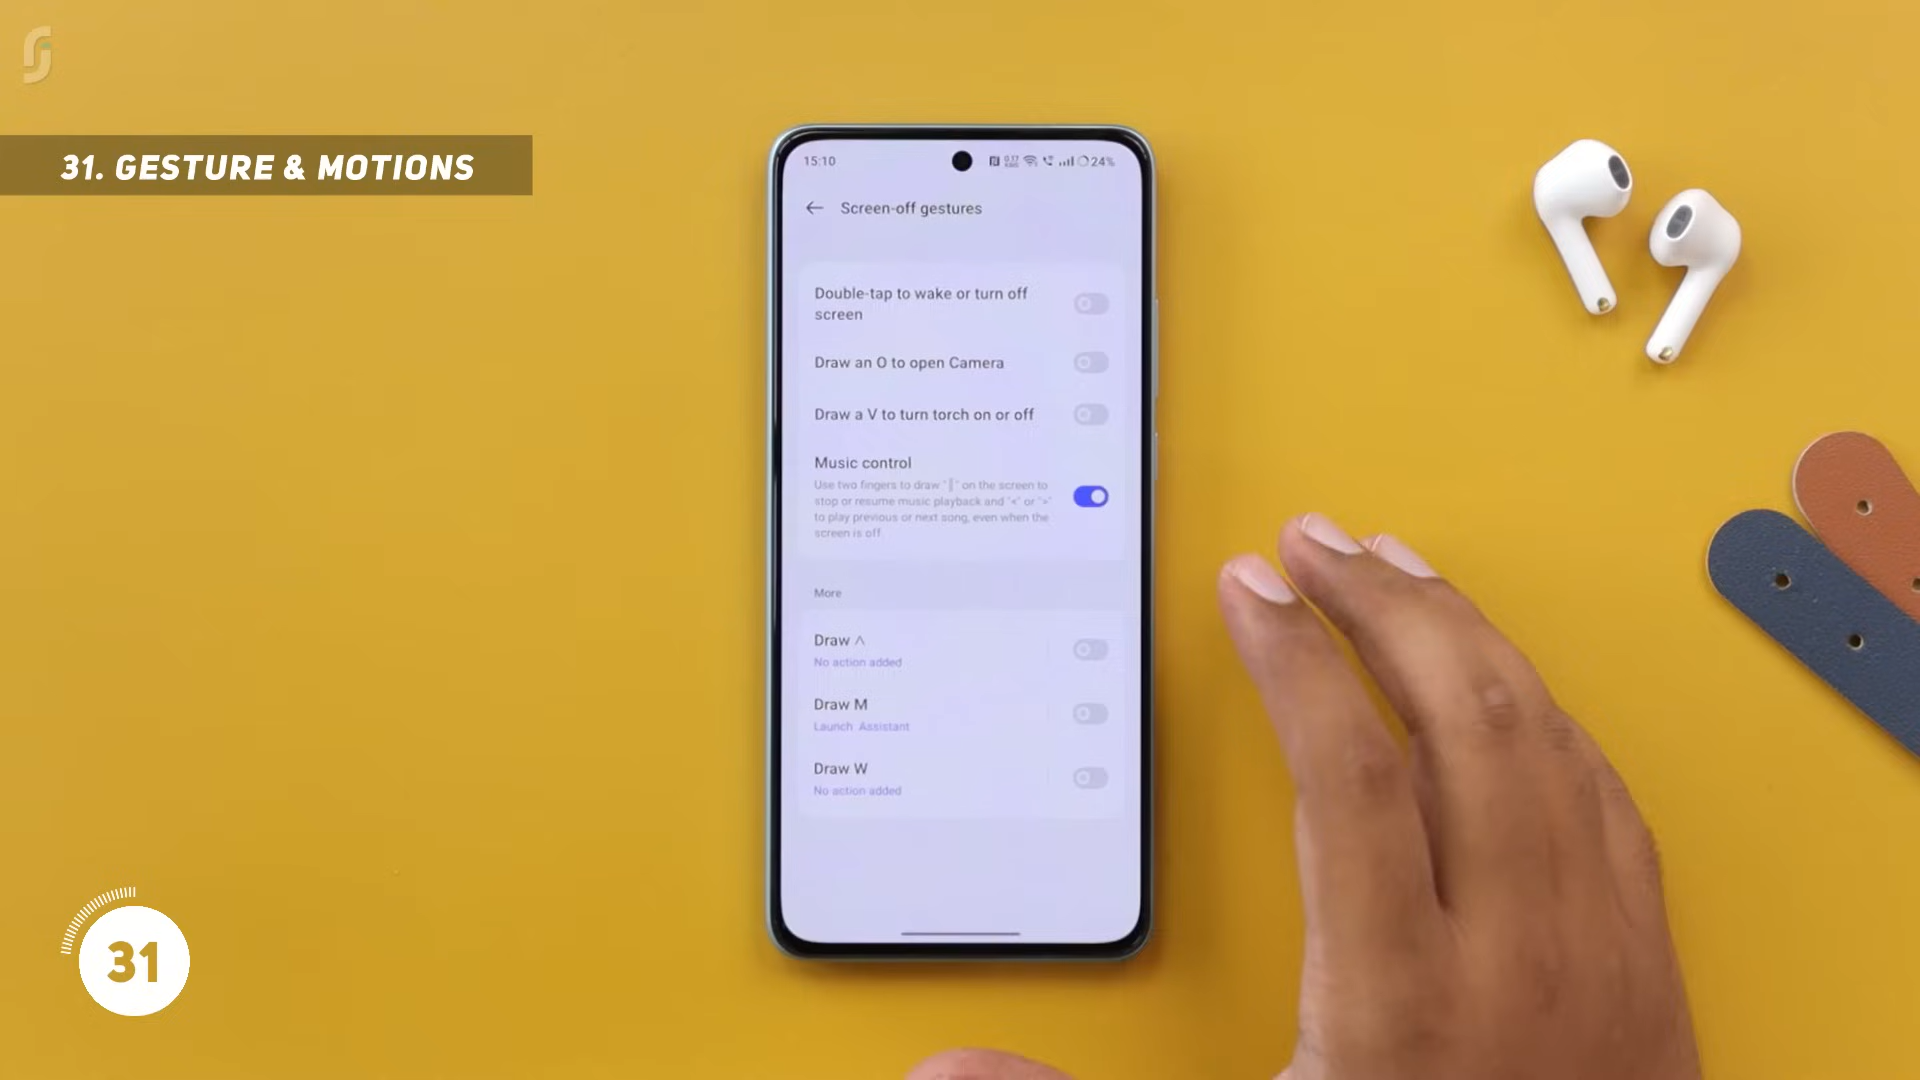 31. GESTURE & MOTIONS
15:10
24%
← Screen-off gestures
Double-tap to wake or turn off
screen
Draw an O to open Camera
Draw a V to turn torch on or off
Music control
Use two fingers to draw "||" on the screen to
stop or resume music playback and "<" or ">"
to play previous or next song, even when the
screen is off.
More
Draw ^
No action added
Draw M
Launch Assistant
Draw W
No action added
31